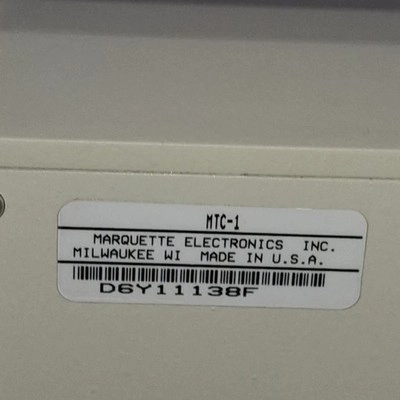 MTC-1
MARQUETTE ELECTRONICS INC.
MILWAUKEE WI MADE IN U.S.A.
D6Y11138F